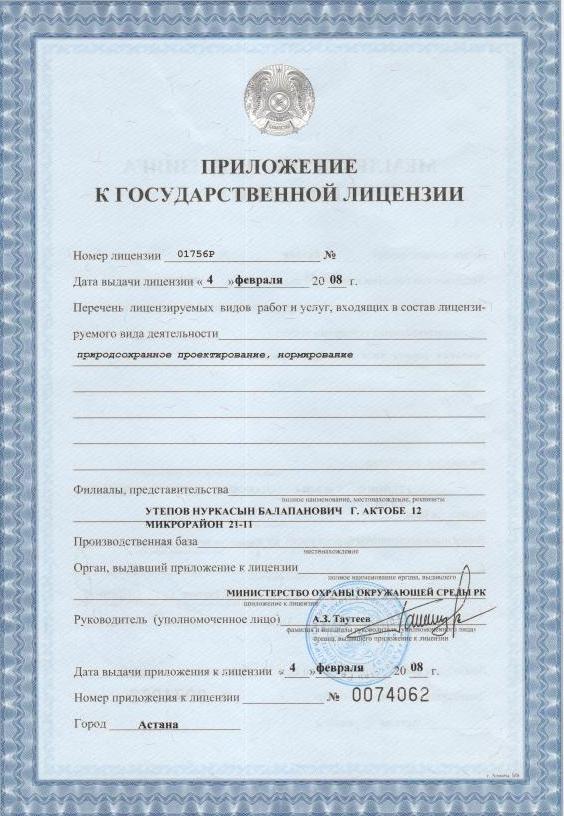 ПРИЛОЖЕНИЕ
К ГОСУДАРСТВЕННОЙ ЛИЦЕНЗИИ
Номер лицензии 01756Р №
Дата выдачи лицензии « 4 » февраля 20 08 г.
Перечень лицензируемых видов работ и услуг, входящих в состав лицензи-
руемого вида деятельности
природоохранное проектирование, нормирование
Филиалы, представительства
полное наименование, местонахождение, реквизиты
УТЕПОВ НУРКАСЫН БАЛАПАНОВИЧ Г. АКТОБЕ 12
МИКРОРАЙОН 21-11
Производственная база
местонахождение
Орган, выдавший приложение к лицензии
полное наименование органа, выдавшего
МИНИСТЕРСТВО ОХРАНЫ ОКРУЖАЮЩЕЙ СРЕДЫ РК
приложение к лицензии
Руководитель (уполномоченное лицо) А.З. Таутеев
фамилия и инициалы руководителя (уполномоченного лица)
органа, выдавшего приложение к лицензии
Дата выдачи приложения к лицензии « 4 » февраля 20 08 г.
Номер приложения к лицензии № 0074062
Город Астана